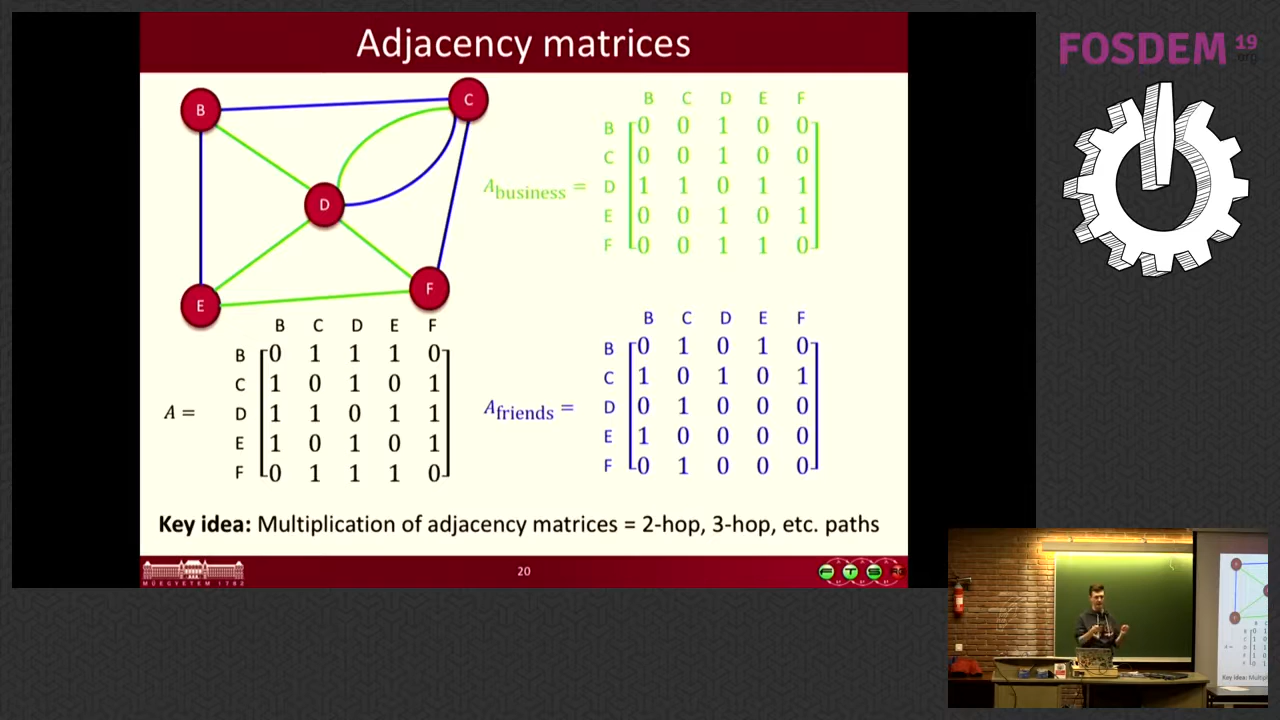 Adjacency matrices
FOSDEM 19
.org
B
C
D
E
F
B C D E F
B 0 0 1 0 0
C 0 0 1 0 0
A business = D 1 1 0 1 1
E 0 0 1 0 1
F 0 0 1 1 0
B C D E F
B 0 1 1 1 0
C 1 0 1 0 1
A = D 1 1 0 1 1
E 1 0 1 0 1
F 0 1 1 1 0
B C D E F
B 0 1 0 1 0
C 1 0 1 0 1
A friends = D 0 1 0 0 0
E 1 0 0 0 0
F 0 1 0 0 0
Key idea: Multiplication of adjacency matrices = 2-hop, 3-hop, etc. paths
MŰEGYETEM 1782
20
F T S